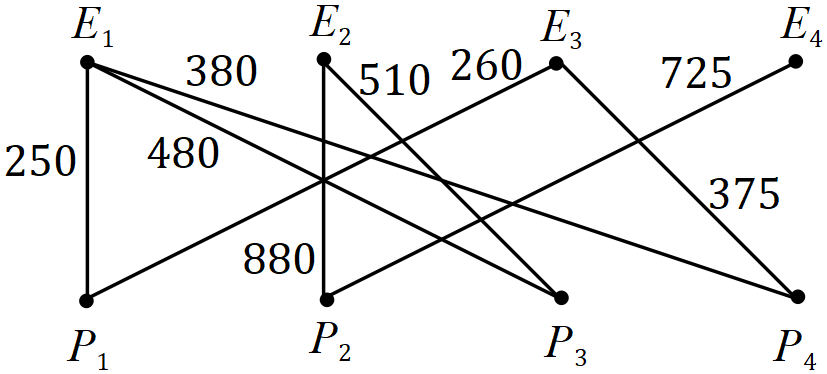 E₁ E₂ E₃ E₄
380 510 260 725
250 480 375
880
P₁ P₂ P₃ P₄